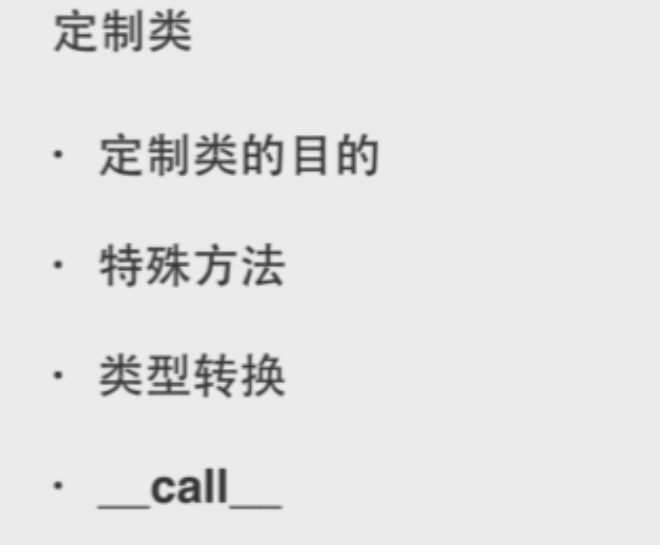 定制类
· 定制类的目的
· 特殊方法
· 类型转换
· __call__